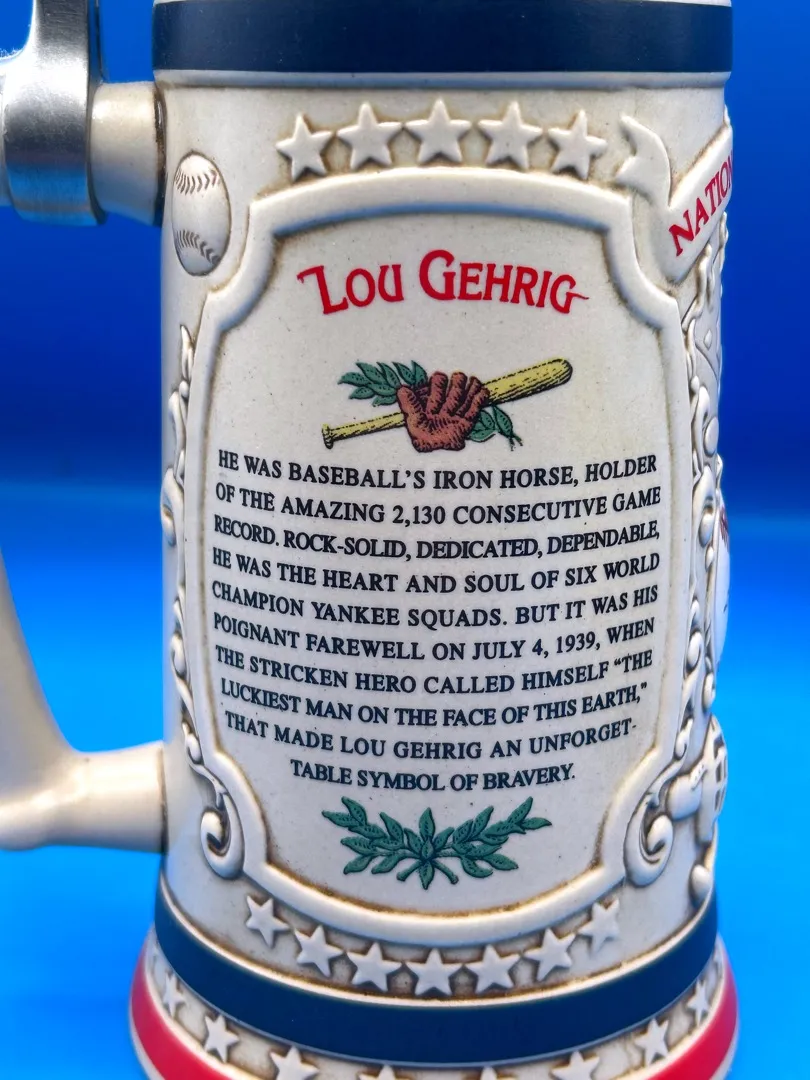 LOU GEHRIG
HE WAS BASEBALL'S IRON HORSE, HOLDER
OF THE AMAZING 2,130 CONSECUTIVE GAME
RECORD. ROCK-SOLID, DEDICATED, DEPENDABLE,
HE WAS THE HEART AND SOUL OF SIX WORLD
CHAMPION YANKEE SQUADS. BUT IT WAS HIS
POIGNANT FAREWELL ON JULY 4, 1939, WHEN
THE STRICKEN HERO CALLED HIMSELF "THE
LUCKIEST MAN ON THE FACE OF THIS EARTH,"
THAT MADE LOU GEHRIG AN UNFORGET-
TABLE SYMBOL OF BRAVERY.